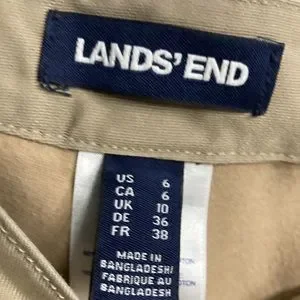 LANDS' END
US 6
CA 6
UK 10
DE 36
FR 38
MADE IN
BANGLADESH/
FABRIQUÉ AU
BANGLADESH